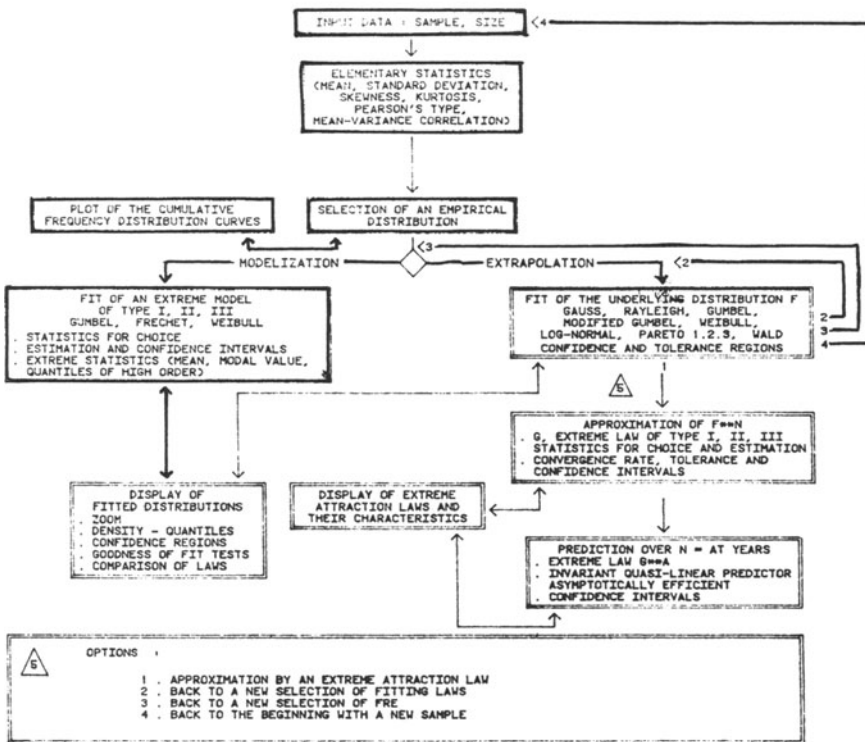 INPUT DATA : SAMPLE, SIZE
<4
ELEMENTARY STATISTICS
(MEAN, STANDARD DEVIATION,
SKEWNESS, KURTOSIS,
PEARSON'S TYPE,
MEAN-VARIANCE CORRELATION)
PLOT OF THE CUMULATIVE
FREQUENCY DISTRIBUTION CURVES
SELECTION OF AN EMPIRICAL
DISTRIBUTION
<3
MODELIZATION
EXTRAPOLATION
<2
FIT OF AN EXTREME MODEL
OF TYPE I, II, III
GUMBEL, FRECHET, WEIBULL
. STATISTICS FOR CHOICE
. ESTIMATION AND CONFIDENCE INTERVALS
. EXTREME STATISTICS (MEAN, MODAL VALUE,
QUANTILES OF HIGH ORDER)
FIT OF THE UNDERLYING DISTRIBUTION F
GAUSS, RAYLEIGH, GUMBEL,
MODIFIED GUMBEL, WEIBULL,
LOG-NORMAL, PARETO 1.2.3, WALD
CONFIDENCE AND TOLERANCE REGIONS
2
3
4
5
APPROXIMATION OF F**N
. G, EXTREME LAW OF TYPE I, II, III
STATISTICS FOR CHOICE AND ESTIMATION
. CONVERGENCE RATE, TOLERANCE AND
CONFIDENCE INTERVALS
DISPLAY OF
FITTED DISTRIBUTIONS
. ZOOM
. DENSITY - QUANTILES
. CONFIDENCE REGIONS
. GOODNESS OF FIT TESTS
. COMPARISON OF LAWS
DISPLAY OF EXTREME
ATTRACTION LAWS AND
THEIR CHARACTERISTICS
PREDICTION OVER N = AT YEARS
. EXTREME LAW G**A
. INVARIANT QUASI-LINEAR PREDICTOR
ASYMPTOTICALLY EFFICIENT
. CONFIDENCE INTERVALS
5
OPTIONS :
1 . APPROXIMATION BY AN EXTREME ATTRACTION LAW
2 . BACK TO A NEW SELECTION OF FITTING LAWS
3 . BACK TO A NEW SELECTION OF FRE
4 . BACK TO THE BEGINNING WITH A NEW SAMPLE